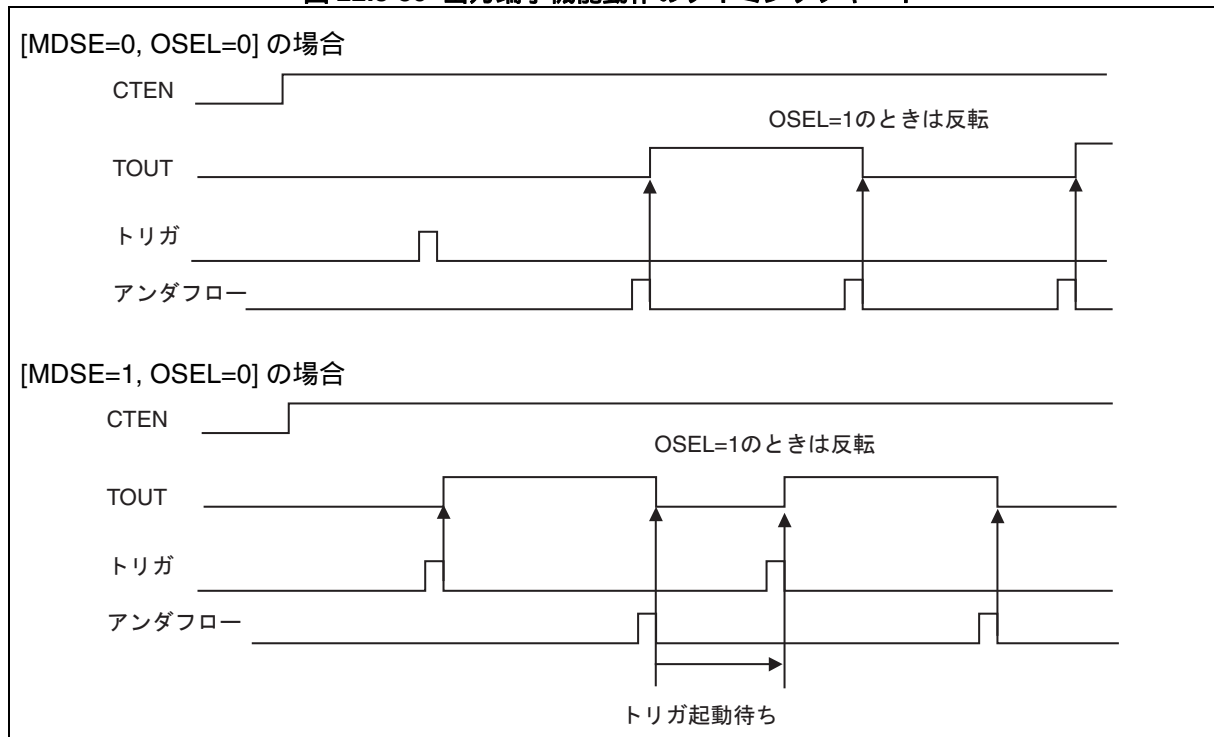 [MDSE=0, OSEL=0] の場合
CTEN
OSEL=1のときは反転
TOUT
トリガ
アンダフロー
[MDSE=1, OSEL=0] の場合
CTEN
OSEL=1のときは反転
TOUT
トリガ
アンダフロー
トリガ起動待ち